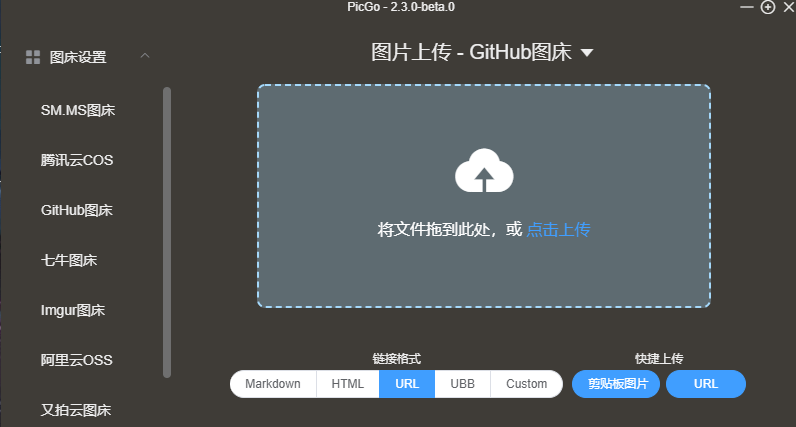 PicGo - 2.3.0-beta.0
图床设置
SM.MS图床
腾讯云COS
GitHub图床
七牛图床
Imgur图床
阿里云OSS
又拍云图床
图片上传 - GitHub图床
将文件拖到此处，或 点击上传
链接格式
Markdown HTML URL UBB Custom
快捷上传
剪贴板图片 URL